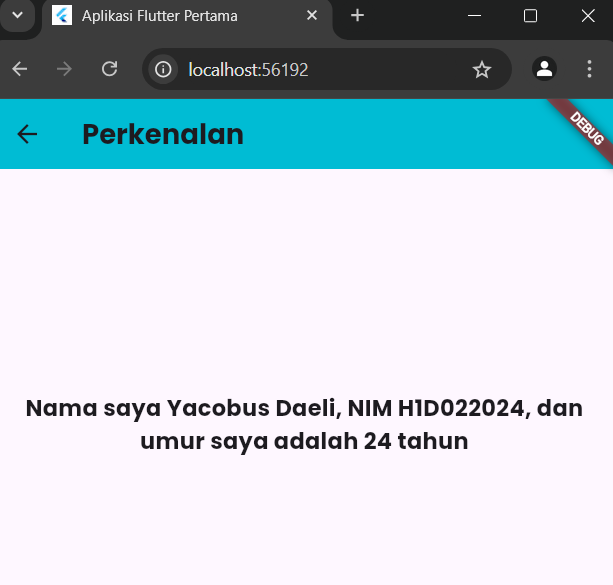 Aplikasi Flutter Pertama
localhost:56192
Perkenalan
DEBUG
Nama saya Yacobus Daeli, NIM H1D022024, dan
umur saya adalah 24 tahun